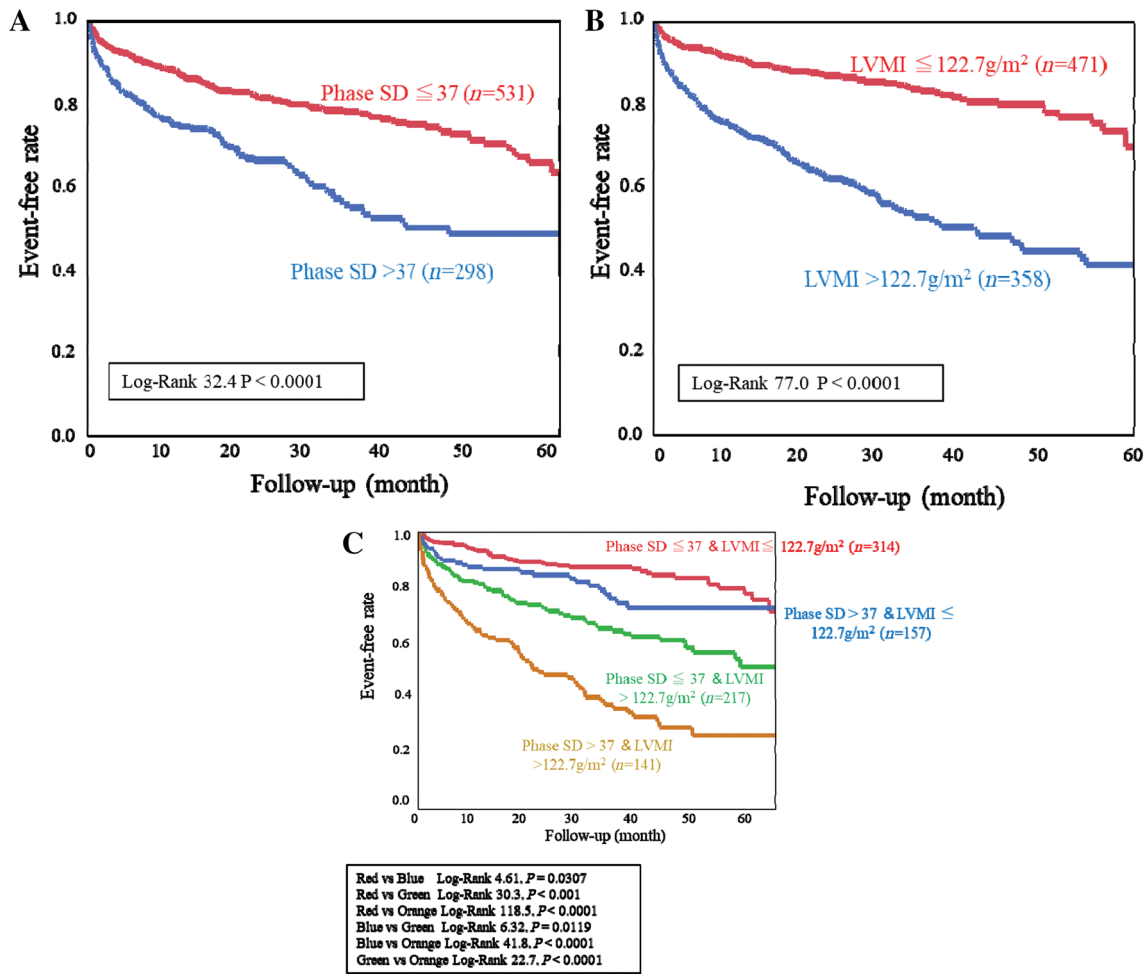 A
1.0
0.8
0.6
0.4
0.2
0.0
Event-free rate
Phase SD ≦ 37 (n=531)
Phase SD >37 (n=298)
Log-Rank 32.4 P < 0.0001
0 10 20 30 40 50 60
Follow-up (month)
B
1.0
0.8
0.6
0.4
0.2
0.0
Event-free rate
LVMI ≦ 122.7g/m² (n=471)
LVMI >122.7g/m² (n=358)
Log-Rank 77.0 P < 0.0001
0 10 20 30 40 50 60
Follow-up (month)
C
1.0
0.8
0.6
0.4
0.2
0.0
Event-free rate
Phase SD ≦ 37 & LVMI≦ 122.7g/m² (n=314)
Phase SD > 37 & LVMI ≦
122.7g/m² (n=157)
Phase SD ≦ 37 & LVMI
> 122.7g/m² (n=217)
Phase SD > 37 & LVMI
>122.7g/m² (n=141)
0 10 20 30 40 50 60
Follow-up (month)
Red vs Blue Log-Rank 4.61, P = 0.0307
Red vs Green Log-Rank 30.3, P < 0.001
Red vs Orange Log-Rank 118.5, P < 0.0001
Blue vs Green Log-Rank 6.32, P = 0.0119
Blue vs Orange Log-Rank 41.8, P < 0.0001
Green vs Orange Log-Rank 22.7, P < 0.0001